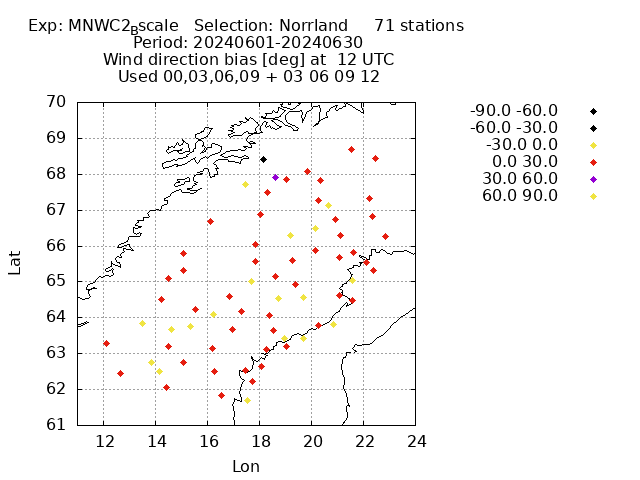 Exp: MNWC2_Bscale   Selection: Norrland     71 stations
Period: 20240601-20240630
Wind direction bias [deg] at  12 UTC
Used 00,03,06,09 + 03 06 09 12
-90.0 -60.0
-60.0 -30.0
-30.0 0.0
0.0 30.0
30.0 60.0
60.0 90.0
70
69
68
67
66
65
64
63
62
61
Lat
12 14 16 18 20 22 24
Lon